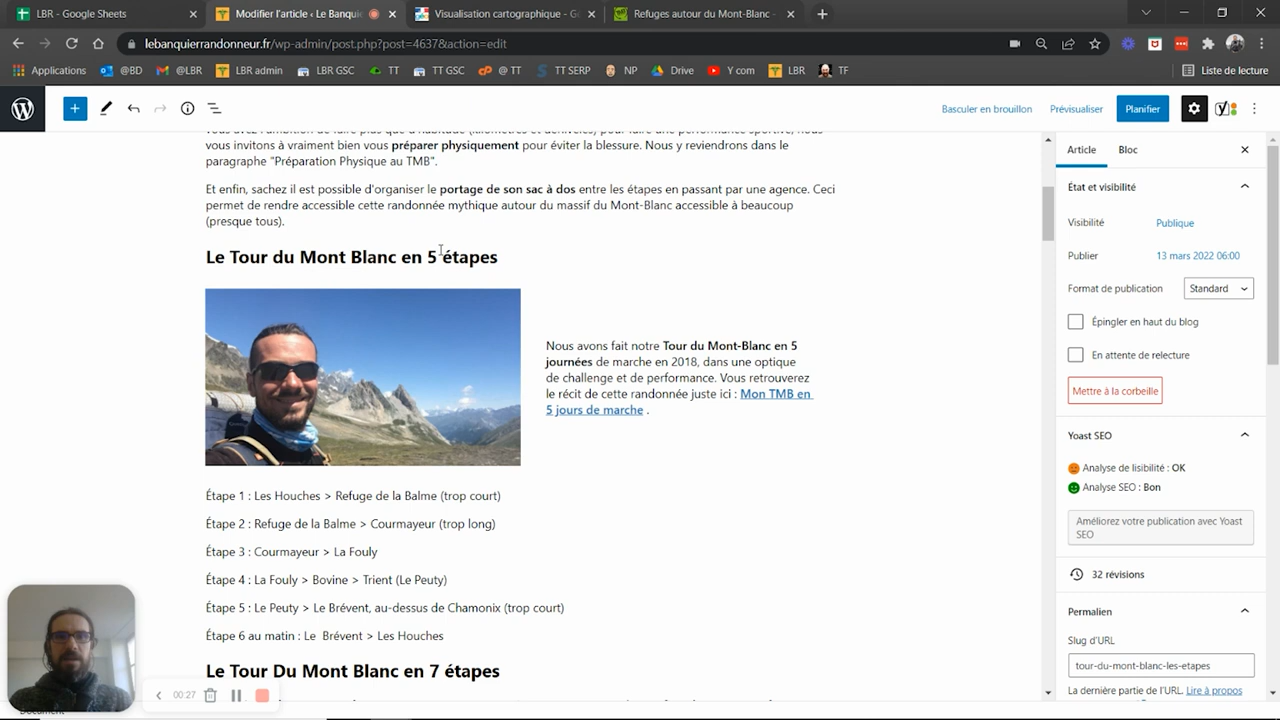 LBR - Google Sheets
Modifier l'article ‹ Le Banquie
Visualisation cartographique - Gé
Refuges autour du Mont-Blanc -
lebanquierrandonneur.fr/wp-admin/post.php?post=4637&action=edit
Applications @BD @LBR LBR admin LBR GSC TT TT GSC @ TT TT SERP NP Drive Y com LBR TF Liste de lecture
Basculer en brouillon Prévisualiser Planifier
vous invitons à vraiment bien vous préparer physiquement pour éviter la blessure. Nous y reviendrons dans le
paragraphe "Préparation Physique au TMB".
Et enfin, sachez il est possible d'organiser le portage de son sac à dos entre les étapes en passant par une agence. Ceci
permet de rendre accessible cette randonnée mythique autour du massif du Mont-Blanc accessible à beaucoup
(presque tous).
Le Tour du Mont Blanc en 5 étapes
Nous avons fait notre Tour du Mont-Blanc en 5
journées de marche en 2018, dans une optique
de challenge et de performance. Vous retrouverez
le récit de cette randonnée juste ici : Mon TMB en
5 jours de marche .
Étape 1 : Les Houches > Refuge de la Balme (trop court)
Étape 2 : Refuge de la Balme > Courmayeur (trop long)
Étape 3 : Courmayeur > La Fouly
Étape 4 : La Fouly > Bovine > Trient (Le Peuty)
Étape 5 : Le Peuty > Le Brévent, au-dessus de Chamonix (trop court)
Étape 6 au matin : Le Brévent > Les Houches
Le Tour Du Mont Blanc en 7 étapes
00:27
Article Bloc
État et visibilité
Visibilité Publique
Publier 13 mars 2022 06:00
Format de publication Standard
Épingler en haut du blog
En attente de relecture
Mettre à la corbeille
Yoast SEO
Analyse de lisibilité : OK
Analyse SEO : Bon
Améliorez votre publication avec Yoast
SEO
32 révisions
Permalien
Slug d'URL
tour-du-mont-blanc-les-etapes
La dernière partie de l'URL. Lire à propos